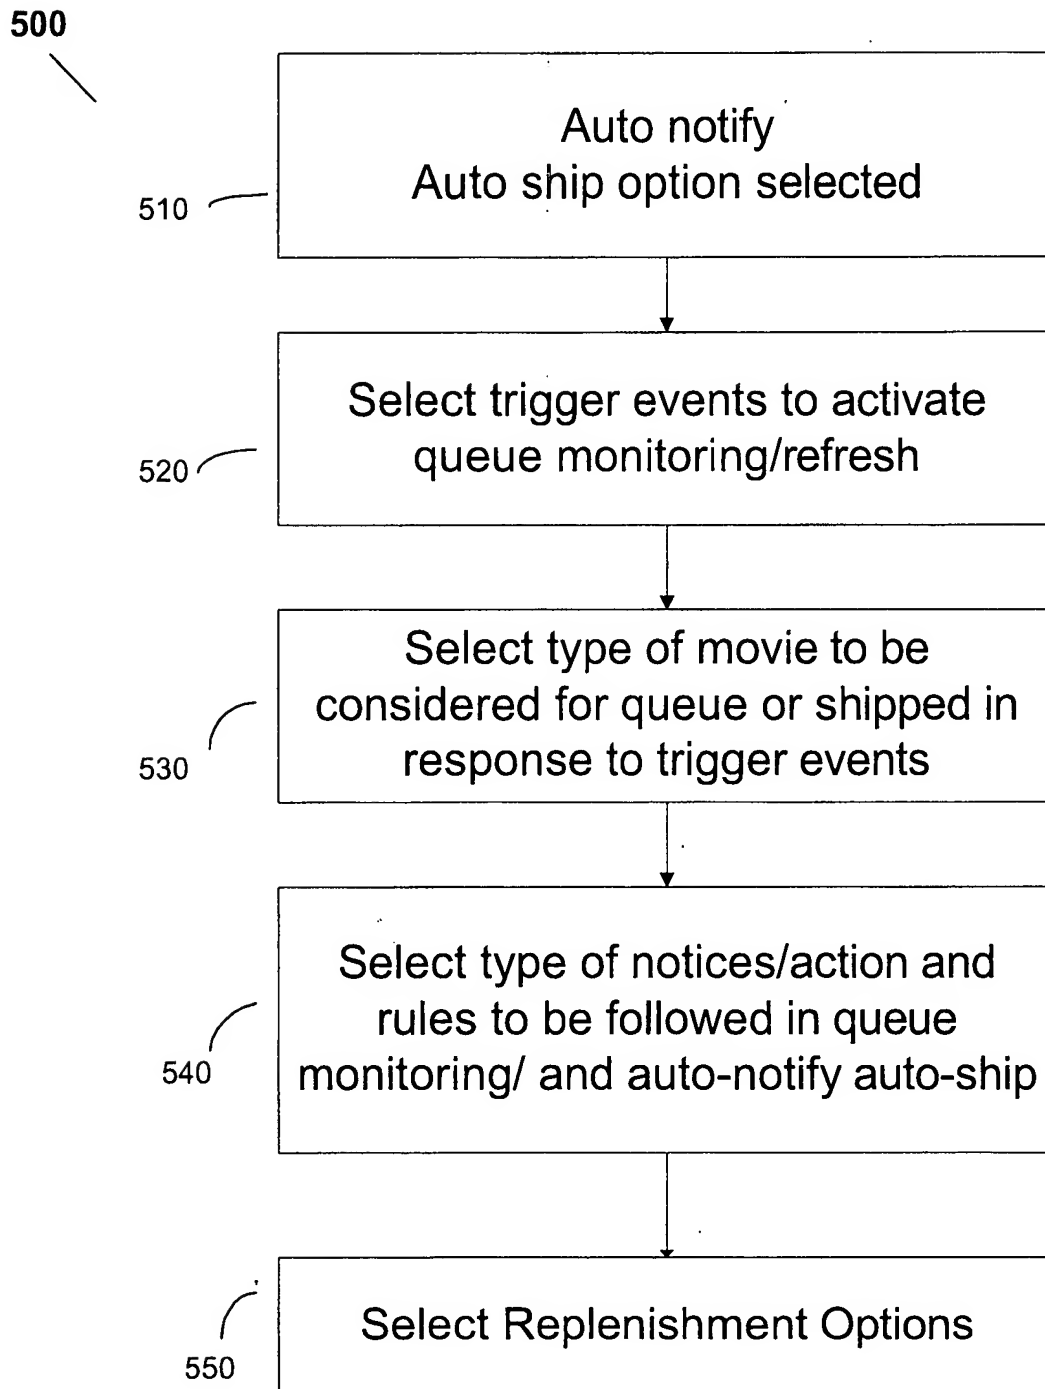 500
Auto notify
Auto ship option selected
510
Select trigger events to activate
queue monitoring/refresh
520
Select type of movie to be
considered for queue or shipped in
response to trigger events
530
Select type of notices/action and
rules to be followed in queue
monitoring/ and auto-notify auto-ship
540
Select Replenishment Options
550